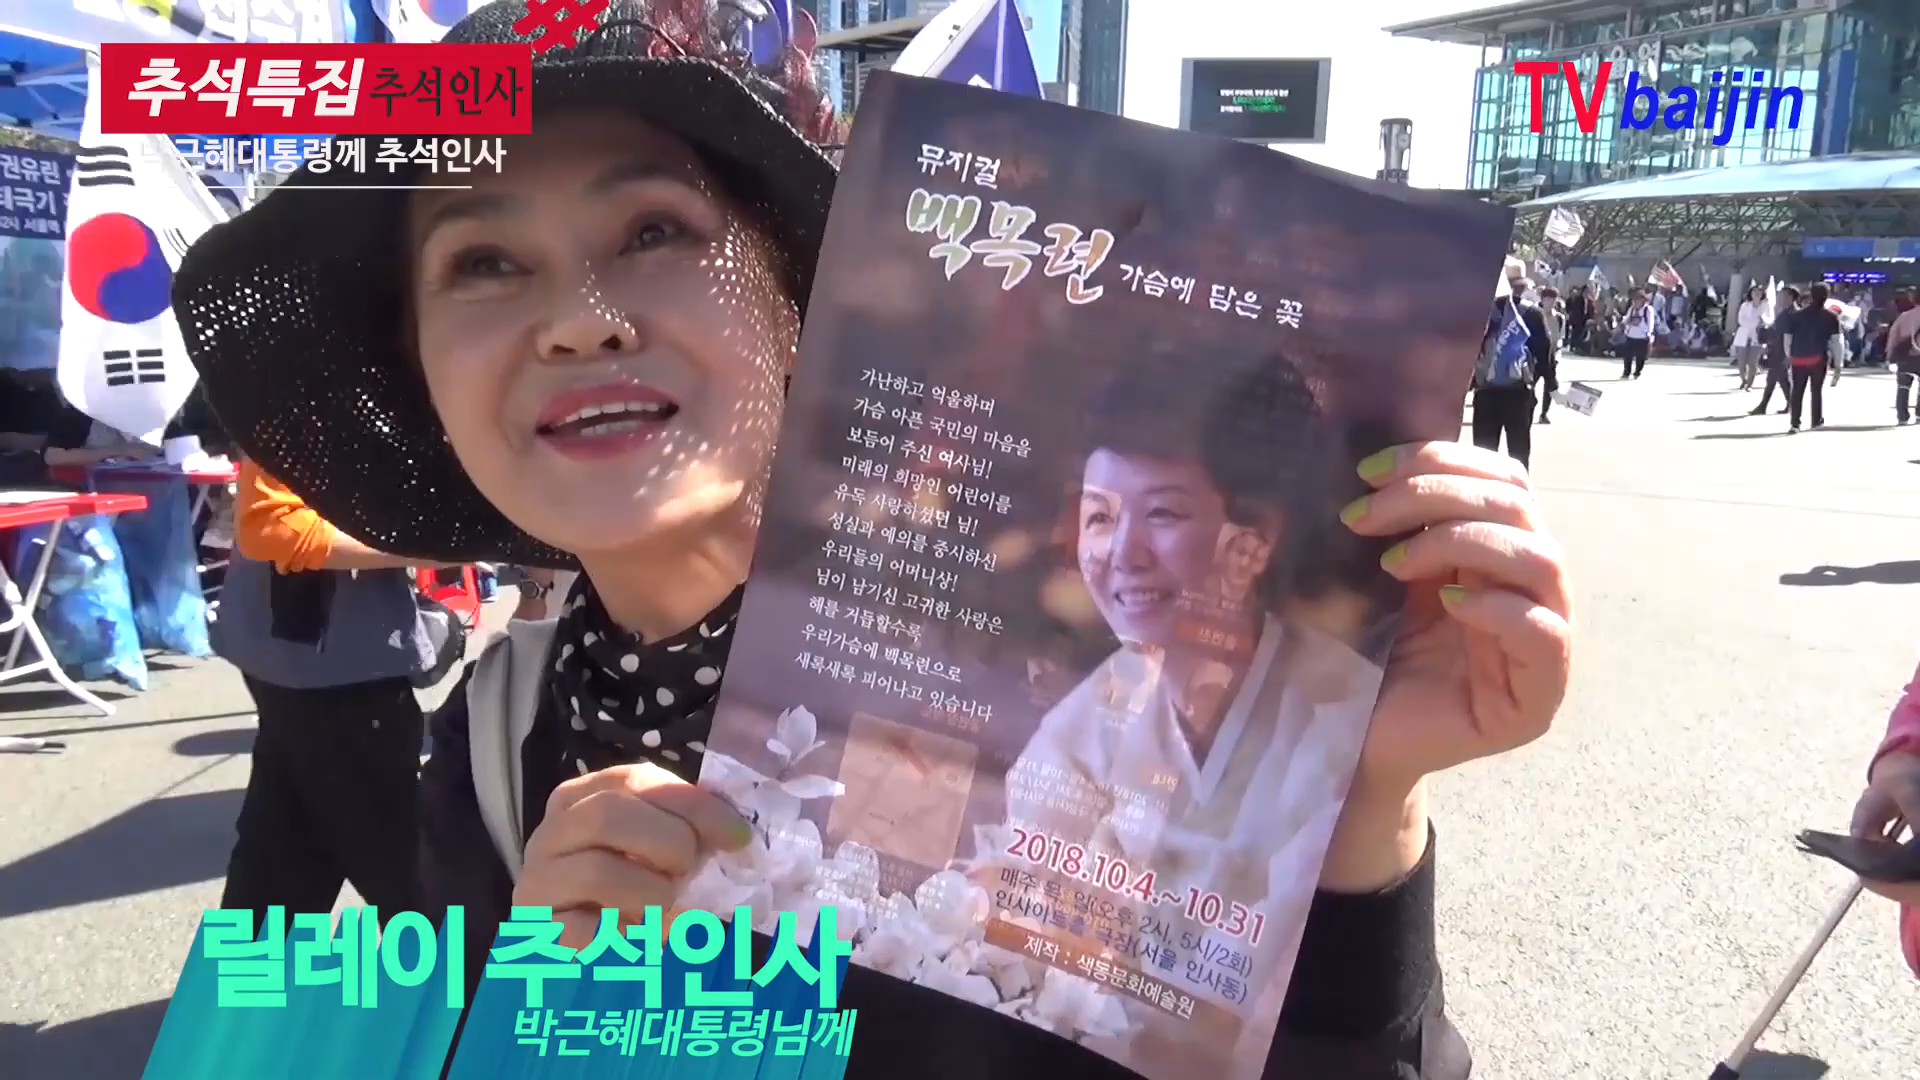 추석특집 추석인사
박근혜대통령께 추석인사
TVbaijin
권유린
태극기
뮤지컬
백목련 가슴에 담은 꽃
가난하고 억울하며
가슴 아픈 국민의 마음을
보듬어 주신 여사님!
미래의 희망인 어린이를
유독 사랑하셨던 님!
성실과 예의를 중시하신
우리들의 어머니상!
님이 남기신 고귀한 사랑은
해를 거듭할수록
우리가슴에 백목련으로
새록새록 피어나고 있습니다
2018.10.4.~10.31
매주 목 일(오후 2시, 5시/2회)
인사아트홀 극장(서울 인사동)
제작 : 색동문화예술원
릴레이 추석인사
박근혜대통령님께